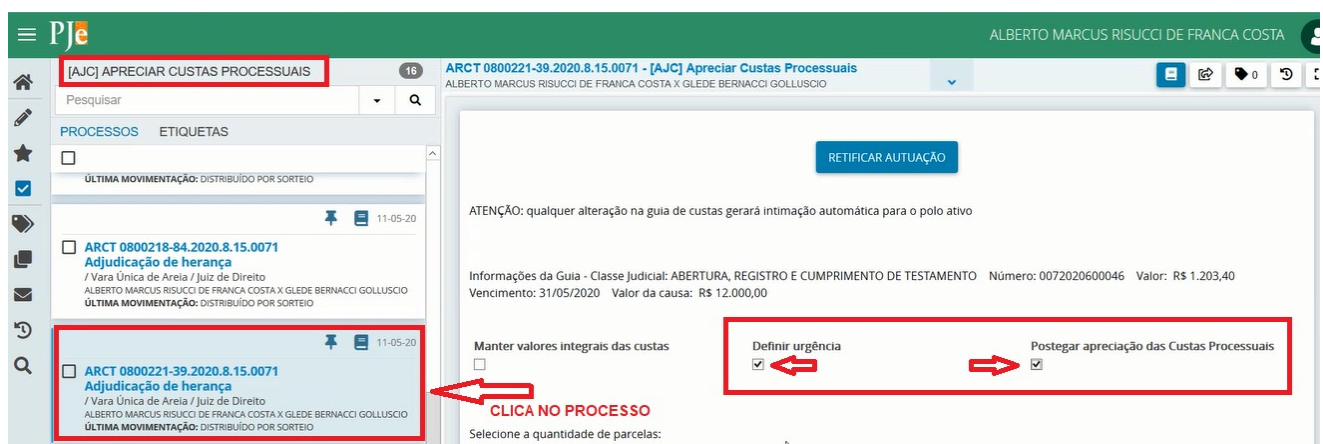 PJe
ALBERTO MARCUS RISUCCI DE FRANCA COSTA
[AJC] APRECIAR CUSTAS PROCESSUAIS
16
Pesquisar
PROCESSOS ETIQUETAS
ÚLTIMA MOVIMENTAÇÃO: DISTRIBUÍDO POR SORTEIO
11-05-20
ARCT 0800218-84.2020.8.15.0071
Adjudicação de herança
/ Vara Única de Areia / Juiz de Direito
ALBERTO MARCUS RISUCCI DE FRANCA COSTA X GLEDE BERNACCI GOLLUSCIO
ÚLTIMA MOVIMENTAÇÃO: DISTRIBUÍDO POR SORTEIO
11-05-20
ARCT 0800221-39.2020.8.15.0071
Adjudicação de herança
/ Vara Única de Areia / Juiz de Direito
ALBERTO MARCUS RISUCCI DE FRANCA COSTA X GLEDE BERNACCI GOLLUSCIO
ÚLTIMA MOVIMENTAÇÃO: DISTRIBUÍDO POR SORTEIO
ARCT 0800221-39.2020.8.15.0071 - [AJC] Apreciar Custas Processuais
ALBERTO MARCUS RISUCCI DE FRANCA COSTA X GLEDE BERNACCI GOLLUSCIO
0
RETIFICAR AUTUAÇÃO
ATENÇÃO: qualquer alteração na guia de custas gerará intimação automática para o polo ativo
Informações da Guia - Classe Judicial: ABERTURA, REGISTRO E CUMPRIMENTO DE TESTAMENTO Número: 0072020600046 Valor: R$ 1.203,40
Vencimento: 31/05/2020 Valor da causa: R$ 12.000,00
Manter valores integrais das custas Definir urgência Postegar apreciação das Custas Processuais
CLICA NO PROCESSO
Selecione a quantidade de parcelas: